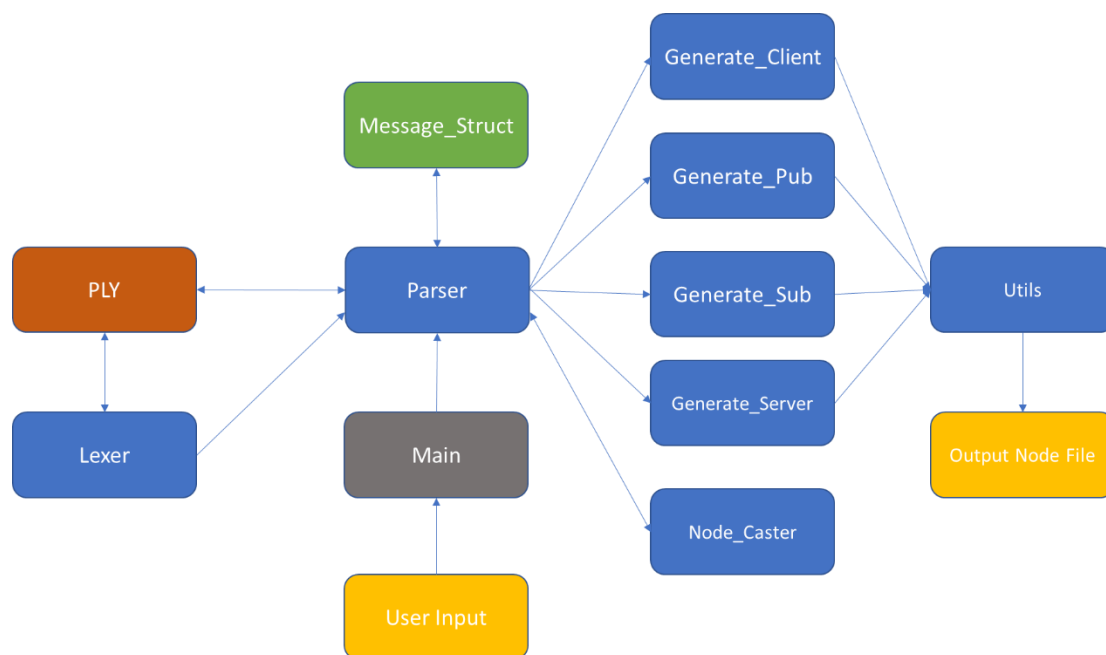 Generate_Client
Message_Struct
Generate_Pub
PLY
Parser
Generate_Sub
Utils
Lexer
Main
Generate_Server
Output Node File
Node_Caster
User Input